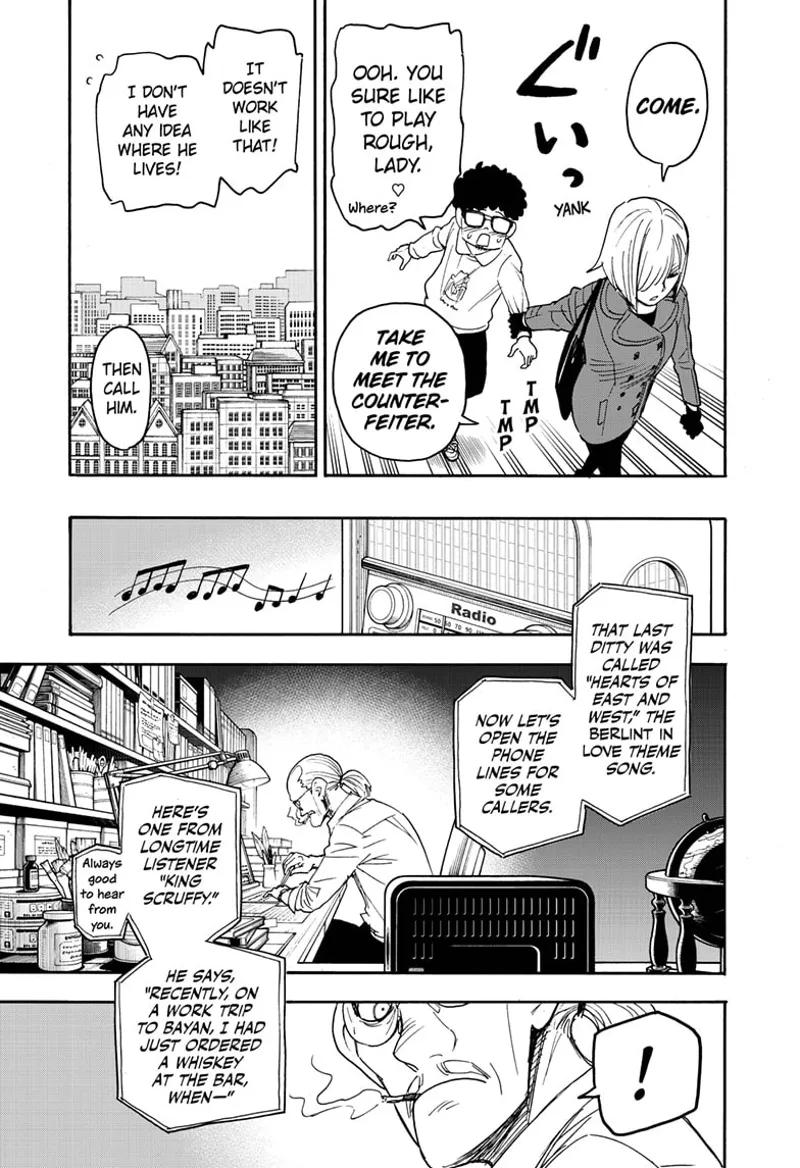 COME.
ぐいっ
YANK
OOH. YOU
SURE LIKE
TO PLAY
ROUGH,
LADY.
♡
Where?
TAKE
ME TO
MEET THE
COUNTER-
FEITER.
TMP
TMP
IT
DOESN'T
WORK
LIKE
THAT!
I DON'T
HAVE
ANY IDEA
WHERE HE
LIVES!
THEN
CALL
HIM.
Radio
THAT LAST
DITTY WAS
CALLED
"HEARTS OF
EAST AND
WEST," THE
BERLINT IN
LOVE THEME
SONG.
NOW LET'S
OPEN THE
PHONE
LINES FOR
SOME
CALLERS.
HERE'S
ONE FROM
LONGTIME
LISTENER
"KING
SCRUFFY."
Always
good
to hear
from
you.
HE SAYS,
"RECENTLY, ON
A WORK TRIP
TO BAYAN, I HAD
JUST ORDERED
A WHISKEY
AT THE BAR,
WHEN—"
!